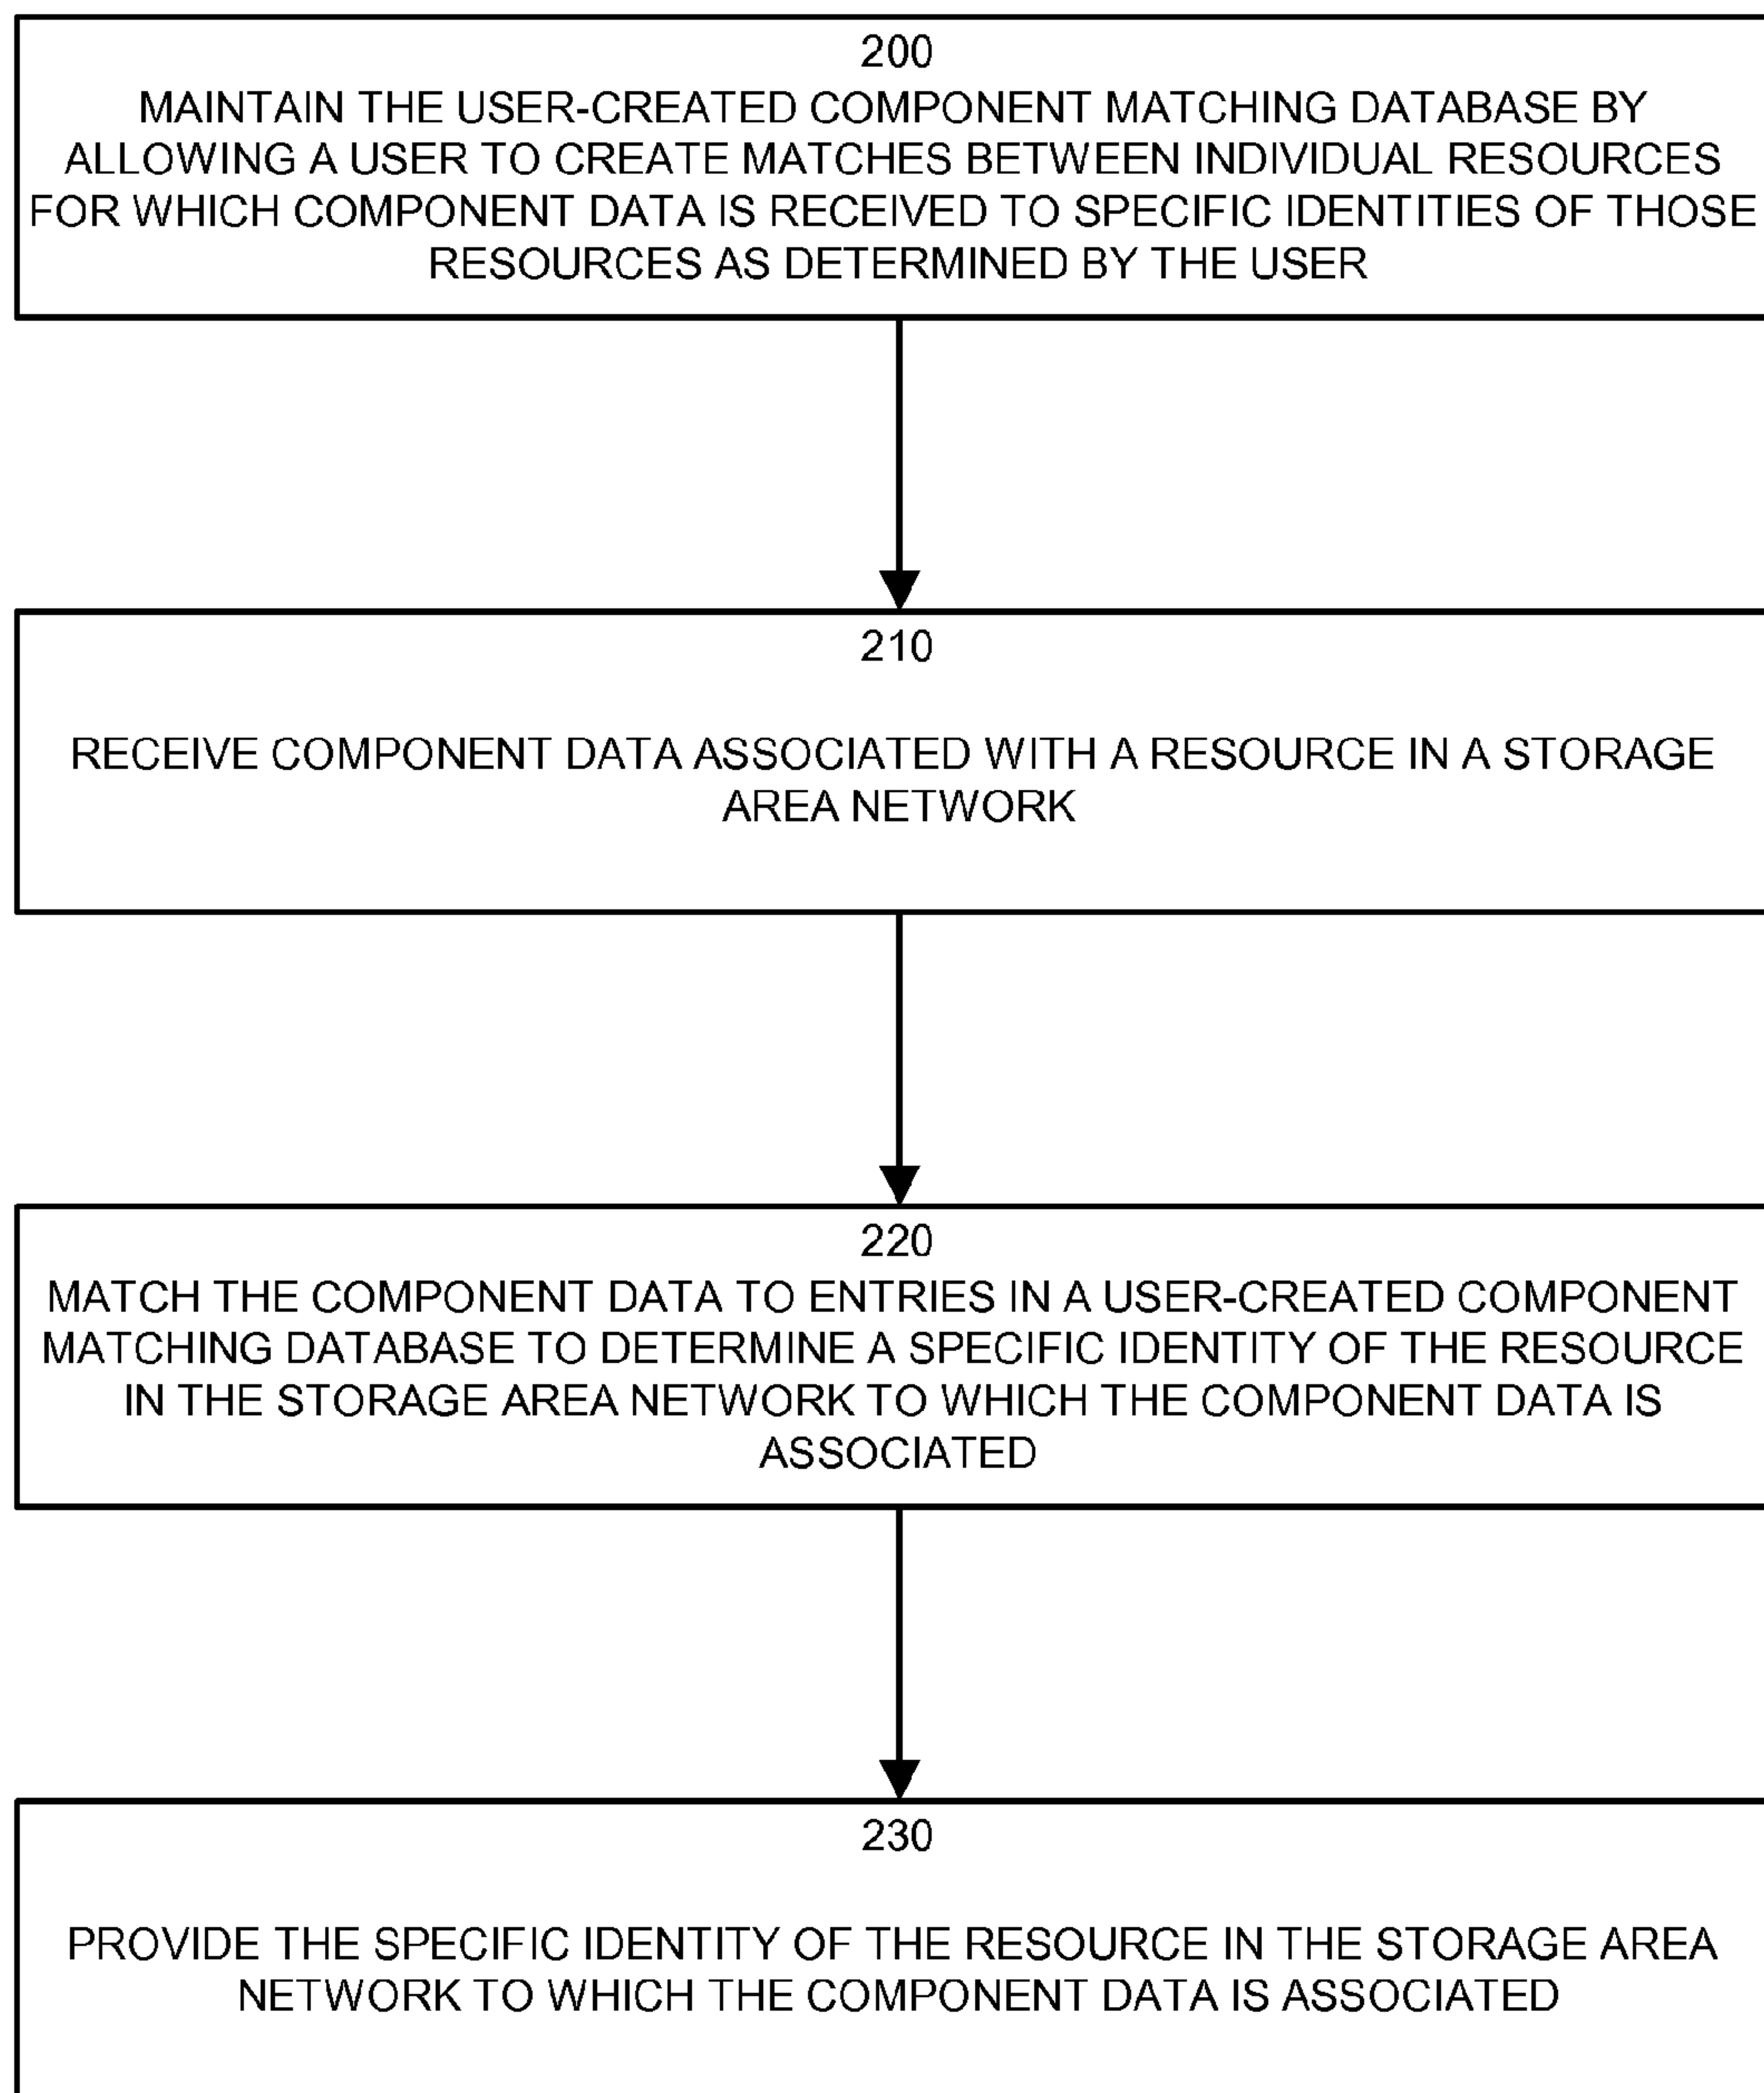 200
MAINTAIN THE USER-CREATED COMPONENT MATCHING DATABASE BY
ALLOWING A USER TO CREATE MATCHES BETWEEN INDIVIDUAL RESOURCES
FOR WHICH COMPONENT DATA IS RECEIVED TO SPECIFIC IDENTITIES OF THOSE
RESOURCES AS DETERMINED BY THE USER
210
RECEIVE COMPONENT DATA ASSOCIATED WITH A RESOURCE IN A STORAGE
AREA NETWORK
220
MATCH THE COMPONENT DATA TO ENTRIES IN A USER-CREATED COMPONENT
MATCHING DATABASE TO DETERMINE A SPECIFIC IDENTITY OF THE RESOURCE
IN THE STORAGE AREA NETWORK TO WHICH THE COMPONENT DATA IS
ASSOCIATED
230
PROVIDE THE SPECIFIC IDENTITY OF THE RESOURCE IN THE STORAGE AREA
NETWORK TO WHICH THE COMPONENT DATA IS ASSOCIATED